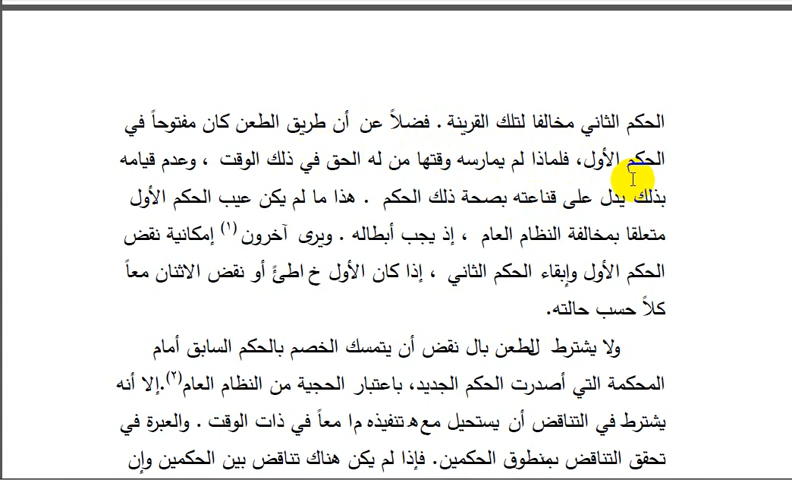 الحكم الثاني مخالفا لتلك القرينة . فضلاً عن أن طريق الطعن كان مفتوحاً في
الحكم الأول، فلماذا لم يمارسه وقتها من له الحق في ذلك الوقت ، وعدم قيامه
بذلك يدل على قناعته بصحة ذلك الحكم . هذا ما لم يكن عيب الحكم الأول
متعلقا بمخالفة النظام العام ، إذ يجب أبطاله . ويرى آخرون (١) إمكانية نقض
الحكم الأول وإبقاء الحكم الثاني ، إذا كان الأول خ اطئ أو نقض الاثنان معاً
كلاً حسب حالته.
ولا يشترط للطعن بال نقض أن يتمسك الخصم بالحكم السابق أمام
المحكمة التي أصدرت الحكم الجديد، باعتبار الحجية من النظام العام(٢).إلا أنه
يشترط في التناقض أن يستحيل مع ه تنفيذه م ا معاً في ذات الوقت . والعبرة في
تحقق التناقض بمنطوق الحكمين. فإذا لم يكن هناك تناقض بين الحكمين وإن